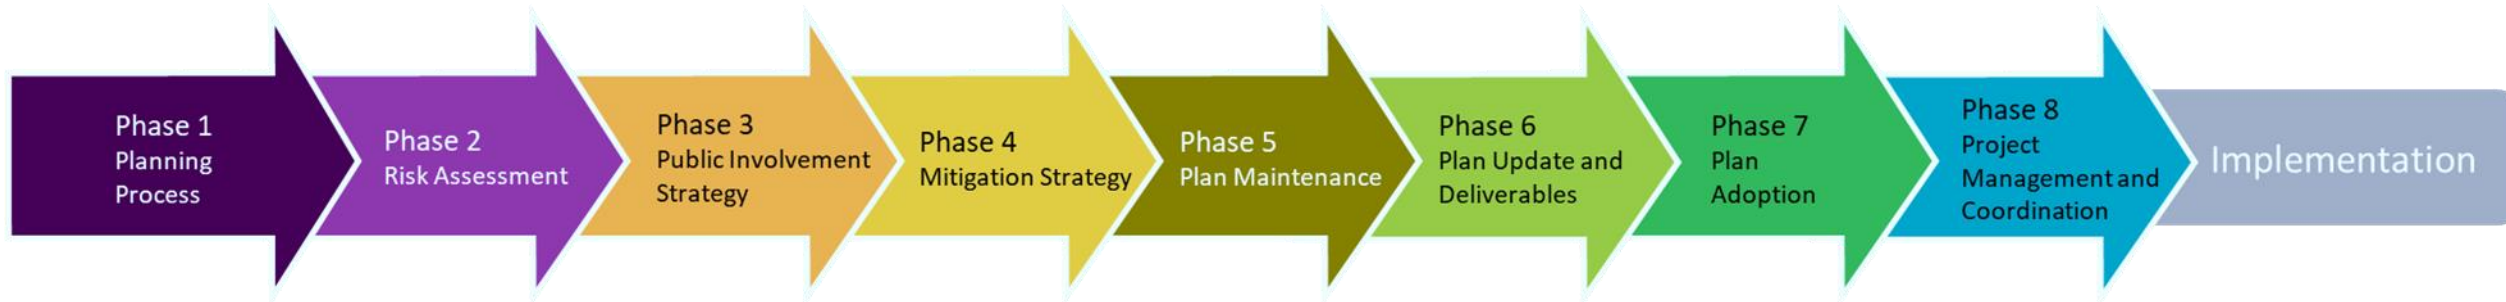 Phase 1
Planning
Process
Phase 2
Risk Assessment
Phase 3
Public Involvement
Strategy
Phase 4
Mitigation Strategy
Phase 5
Plan Maintenance
Phase 6
Plan Update and
Deliverables
Phase 7
Plan
Adoption
Phase 8
Project
Management and
Coordination
Implementation